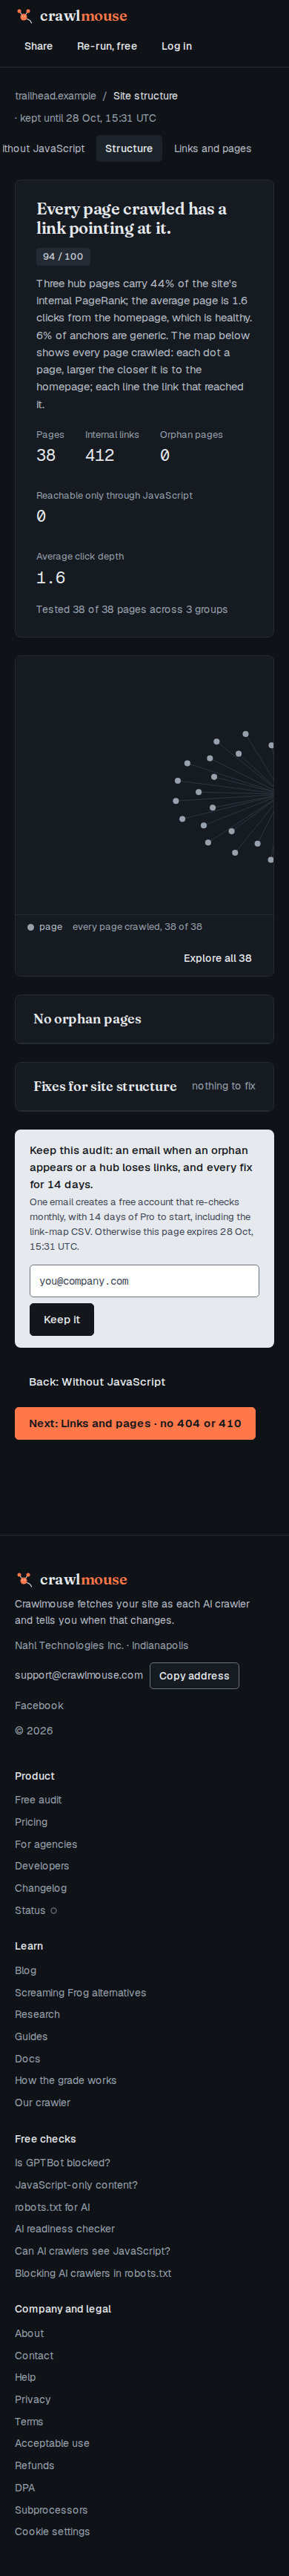 crawlmouse
Share Re-run, free Log in
trailhead.example / Site structure
· kept until 28 Oct, 15:31 UTC
ithout JavaScript Structure Links and pages
Every page crawled has a
link pointing at it.
94 / 100
Three hub pages carry 44% of the site's
internal PageRank; the average page is 1.6
clicks from the homepage, which is healthy.
6% of anchors are generic. The map below
shows every page crawled: each dot a
page, larger the closer it is to the
homepage; each line the link that reached
it.
Pages Internal links Orphan pages
38 412 0
Reachable only through JavaScript
0
Average click depth
1.6
Tested 38 of 38 pages across 3 groups
page every page crawled, 38 of 38
Explore all 38
No orphan pages
Fixes for site structure nothing to fix
Keep this audit: an email when an orphan
appears or a hub loses links, and every fix
for 14 days.
One email creates a free account that re-checks
monthly, with 14 days of Pro to start, including the
link-map CSV. Otherwise this page expires 28 Oct,
15:31 UTC.
you@company.com
Keep it
Back: Without JavaScript
Next: Links and pages · no 404 or 410
crawlmouse
Crawlmouse fetches your site as each AI crawler
and tells you when that changes.
Nahl Technologies Inc. · Indianapolis
support@crawlmouse.com Copy address
Facebook
© 2026
Product
Free audit
Pricing
For agencies
Developers
Changelog
Status
Learn
Blog
Screaming Frog alternatives
Research
Guides
Docs
How the grade works
Our crawler
Free checks
Is GPTBot blocked?
JavaScript-only content?
robots.txt for AI
AI readiness checker
Can AI crawlers see JavaScript?
Blocking AI crawlers in robots.txt
Company and legal
About
Contact
Help
Privacy
Terms
Acceptable use
Refunds
DPA
Subprocessors
Cookie settings